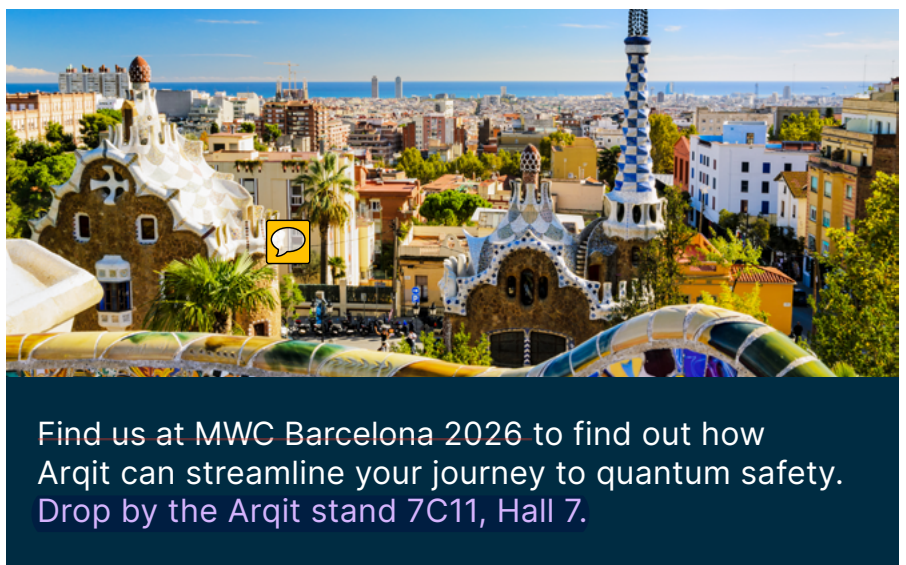 Find us at MWC Barcelona 2026 to find out how
Arqit can streamline your journey to quantum safety.
Drop by the Arqit stand 7C11, Hall 7.